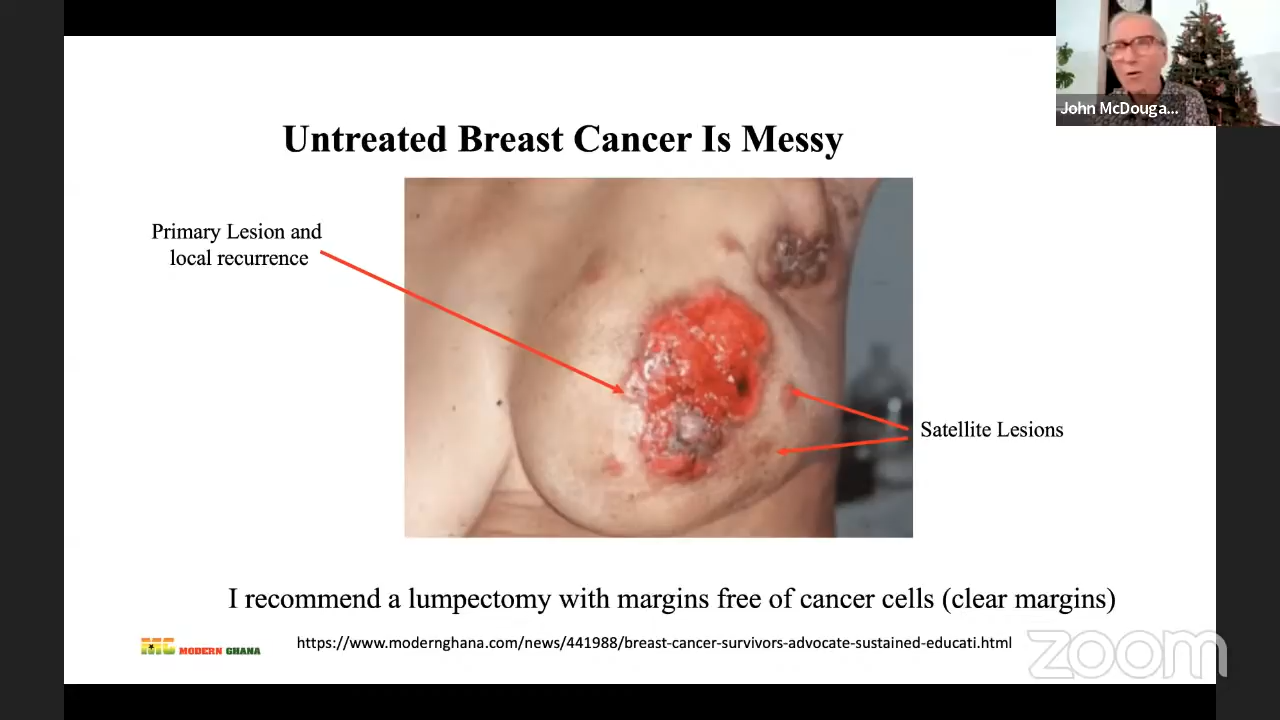 John McDouga...
Untreated Breast Cancer Is Messy
Primary Lesion and
local recurrence
Satellite Lesions
I recommend a lumpectomy with margins free of cancer cells (clear margins)
MG MODERN GHANA
https://www.modernghana.com/news/441988/breast-cancer-survivors-advocate-sustained-educati.html
zoom